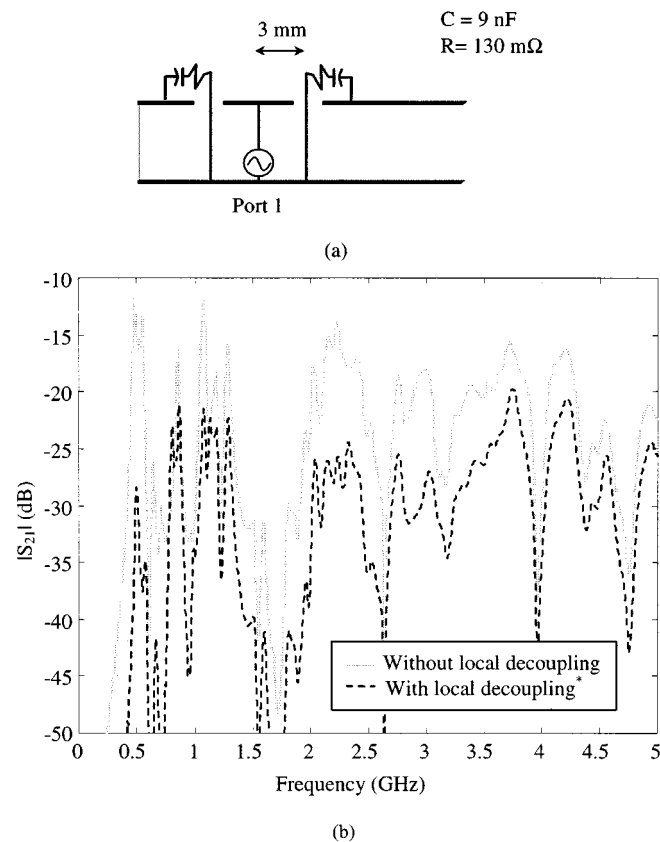 3 mm
C = 9 nF
R= 130 mΩ
Port 1
(a)
-10
-15
-20
-25
-30
-35
-40
-45
-50
|S21| (dB)
Without local decoupling
With local decoupling*
0 0.5 1 1.5 2 2.5 3 3.5 4 4.5 5
Frequency (GHz)
(b)